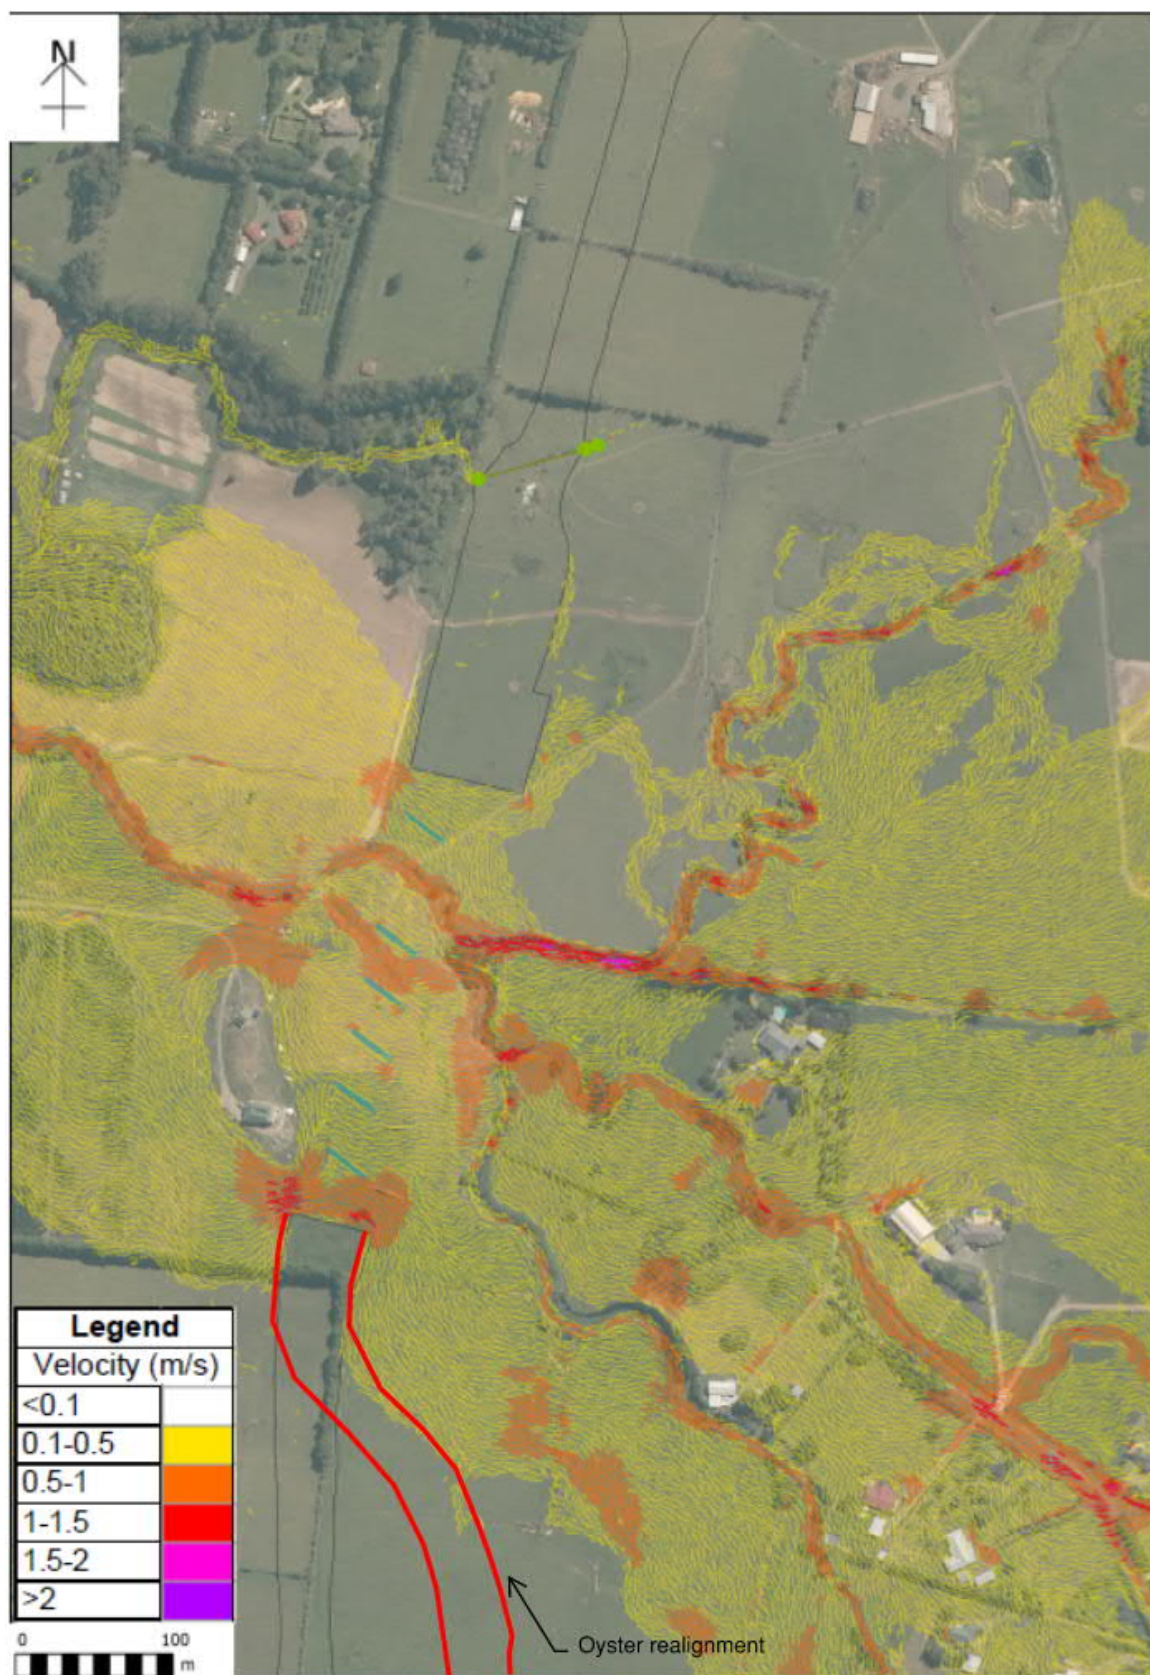 N
Legend
Velocity (m/s)
<0.1
0.1-0.5
0.5-1
1-1.5
1.5-2
>2
0 100
m
Oyster realignment